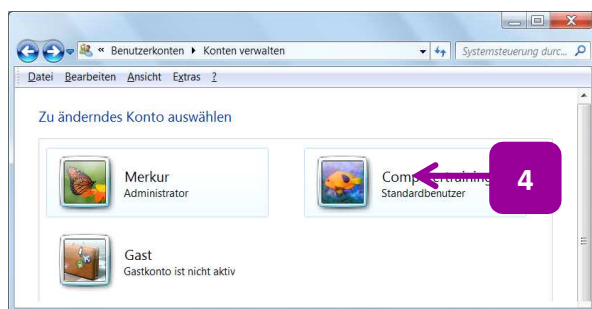 « Benutzerkonten Konten verwalten Systemsteuerung durc...
Datei Bearbeiten Ansicht Extras ?
Zu änderndes Konto auswählen
Merkur
Administrator
Computertraining
Standardbenutzer
4
Gast
Gastkonto ist nicht aktiv